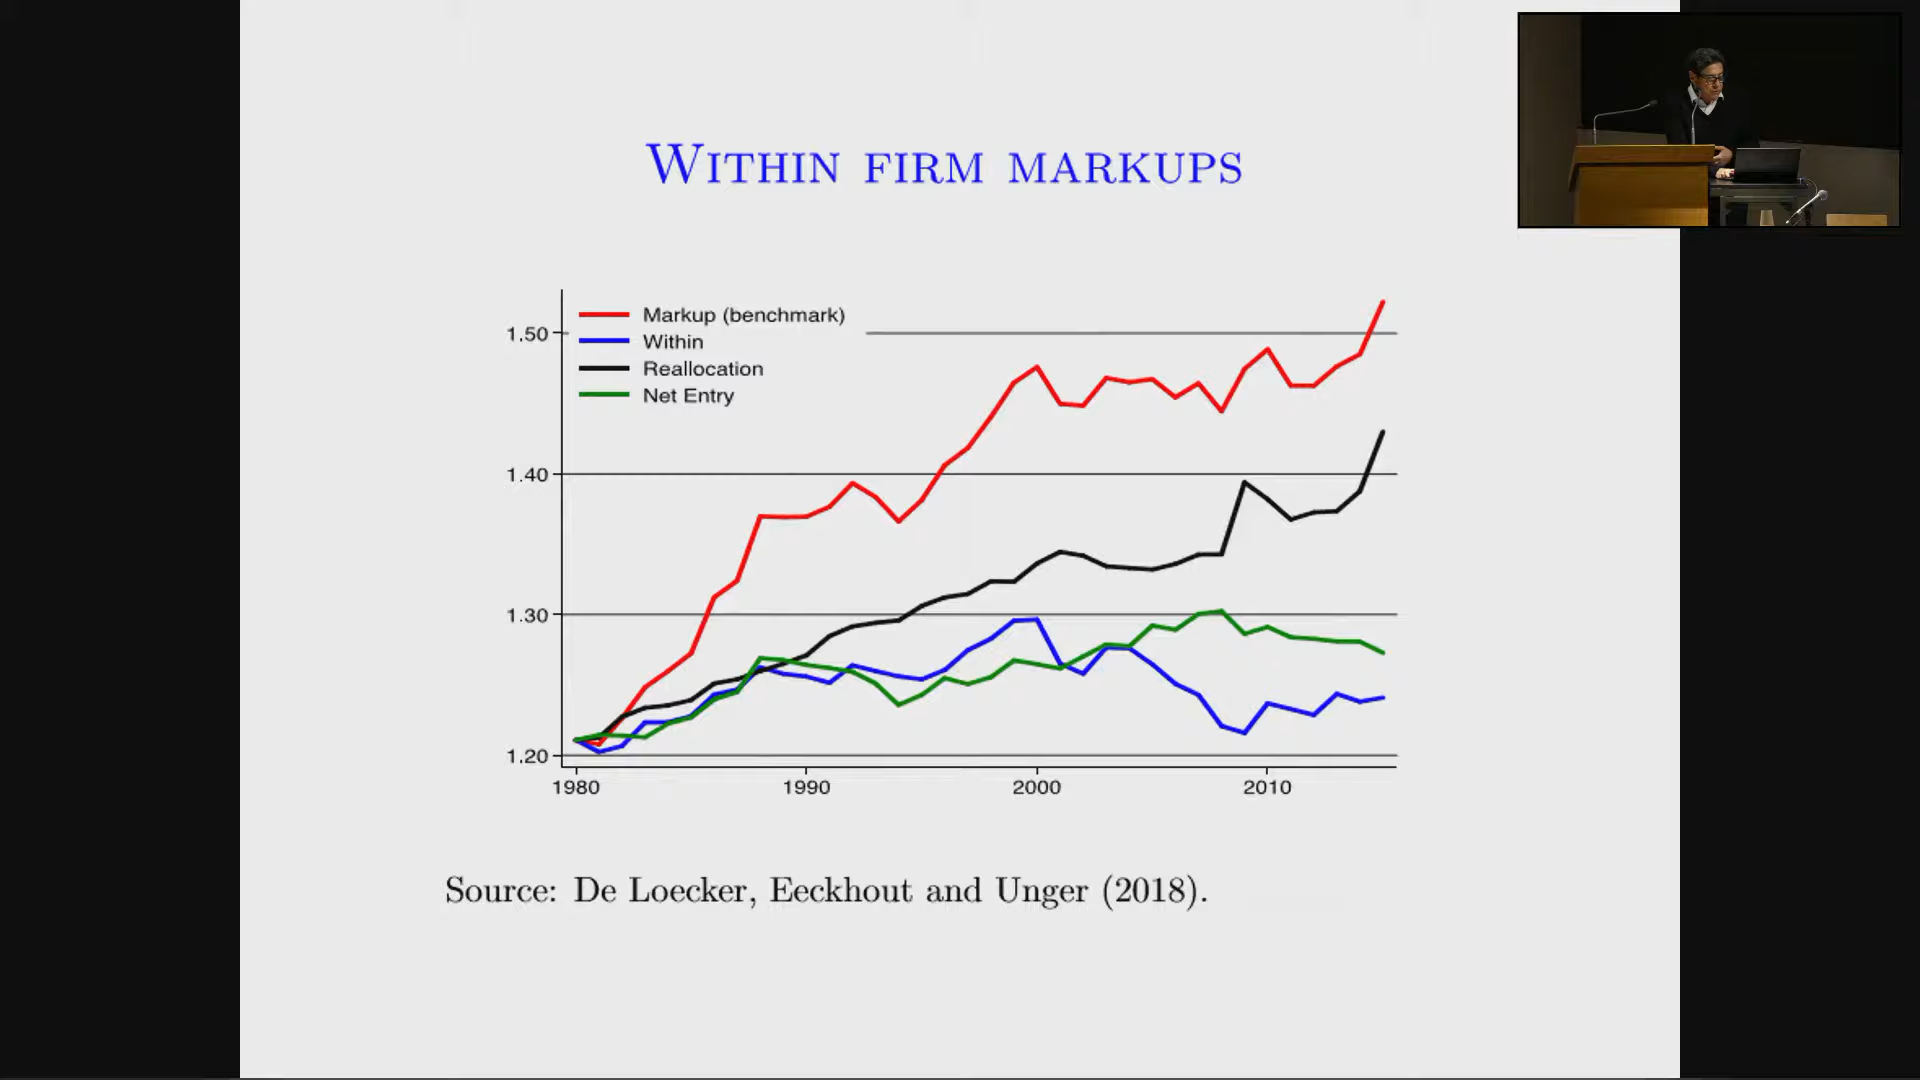 WITHIN FIRM MARKUPS
Markup (benchmark)
Within
Reallocation
Net Entry
1.50
1.40
1.30
1.20
1980 1990 2000 2010
Source: De Loecker, Eeckhout and Unger (2018).